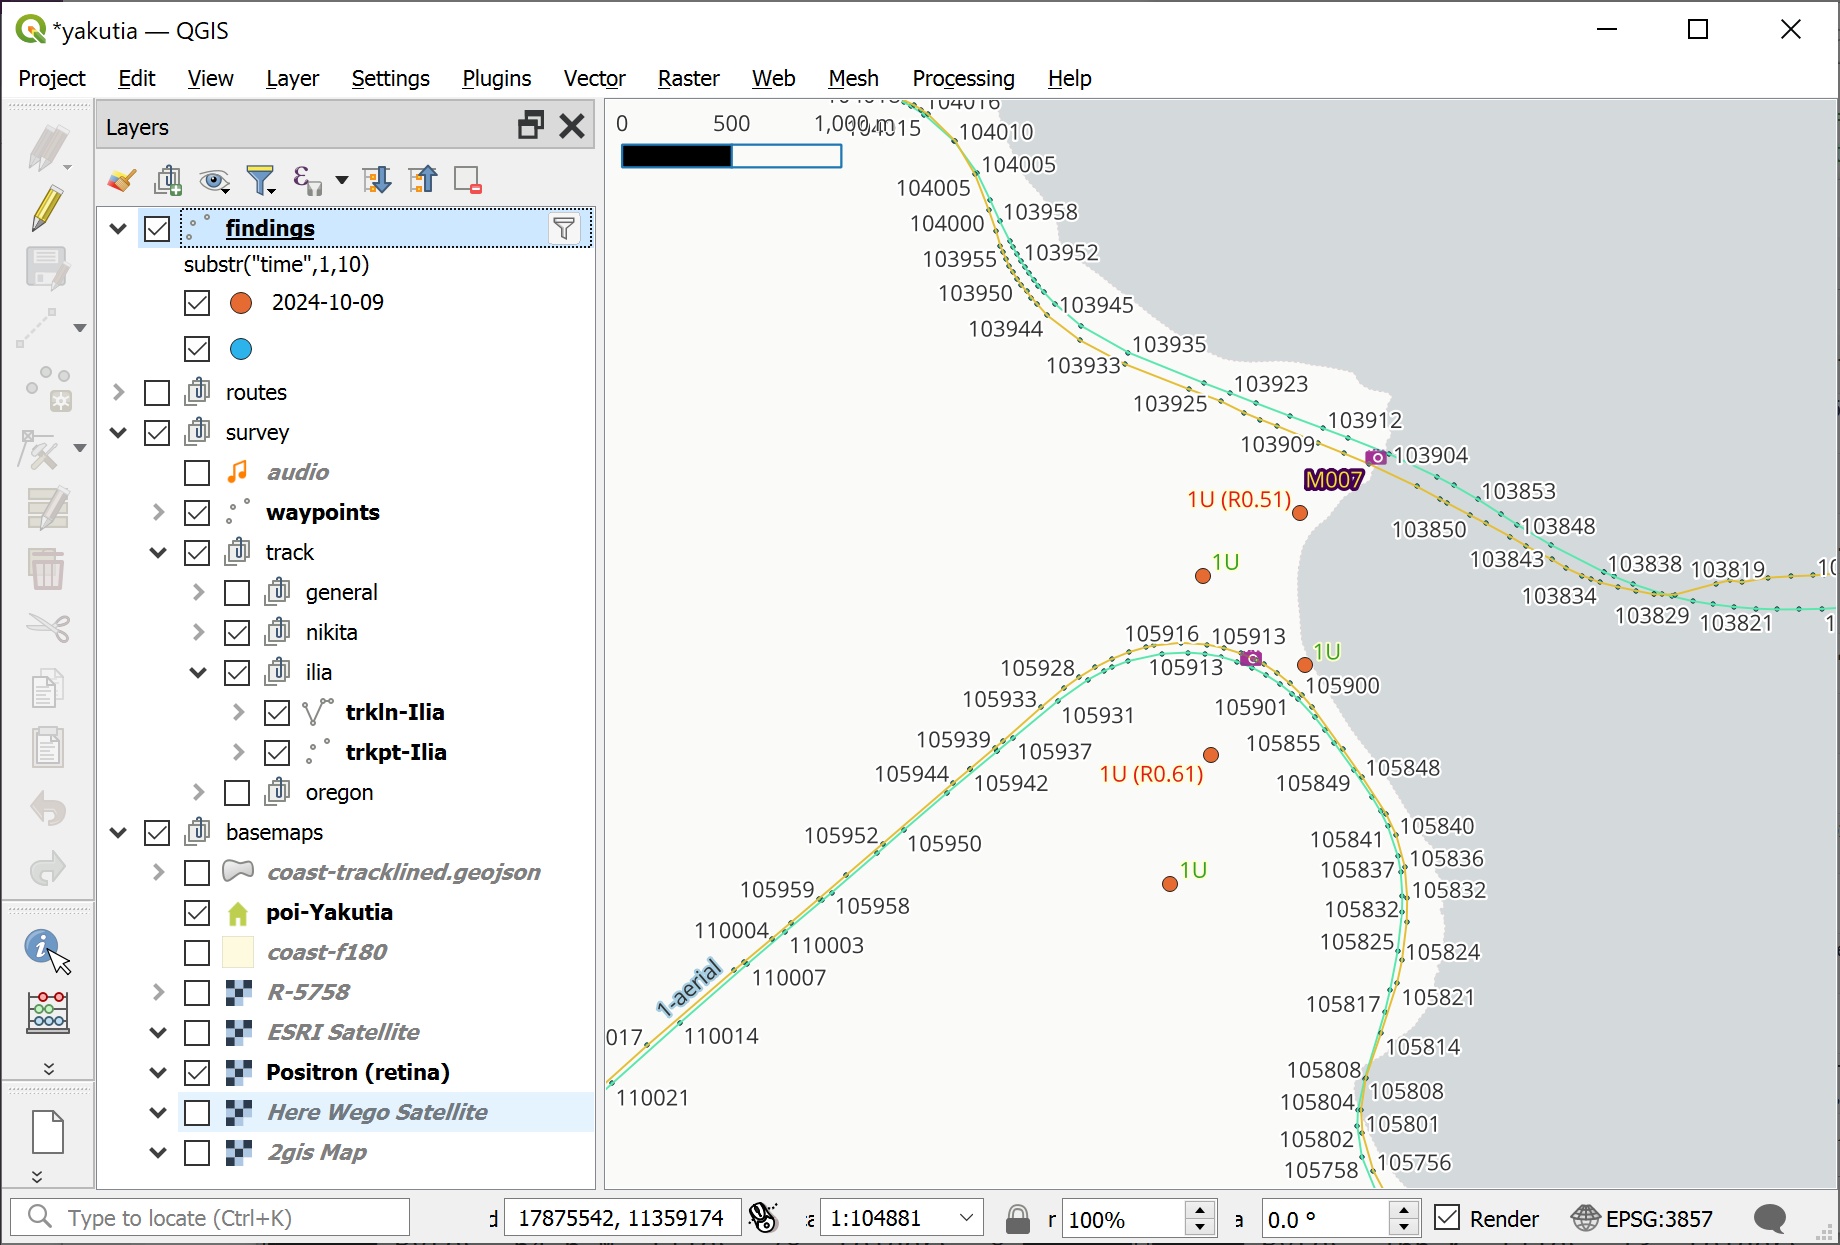 *yakutia — QGIS
Project Edit View Layer Settings Plugins Vector Raster Web Mesh Processing Help
Layers
findings
substr("time",1,10)
2024-10-09
routes
survey
audio
waypoints
track
general
nikita
ilia
trkln-Ilia
trkpt-Ilia
oregon
basemaps
coast-tracklined.geojson
poi-Yakutia
coast-f180
R-5758
ESRI Satellite
Positron (retina)
Here Wego Satellite
2gis Map
0 500 1,000 m
104016
104015
104010
104005
104005
103958
104000
103952
103955
103950
103945
103944
103935
103933
103923
103925
103912
103909
103904
M007
103853
1U (R0.51)
103850
103848
103843
1U
103838
103819
103834
103829
103821
105916
105913
1U
105928
105913
105900
105933
105931
105901
105939
105937
105855
105944
105942
1U (R0.61)
105848
105849
105952
105950
105841
105840
105836
105837
1U
105959
105958
105832
105832
110004
110003
105825
105824
1-aerial
110007
105817
105821
017
110014
105814
105808
105808
110021
105804
105801
105802
105758
105756
Type to locate (Ctrl+K)
d 17875542, 11359174 1:104881 r 100% a 0.0 ° Render EPSG:3857